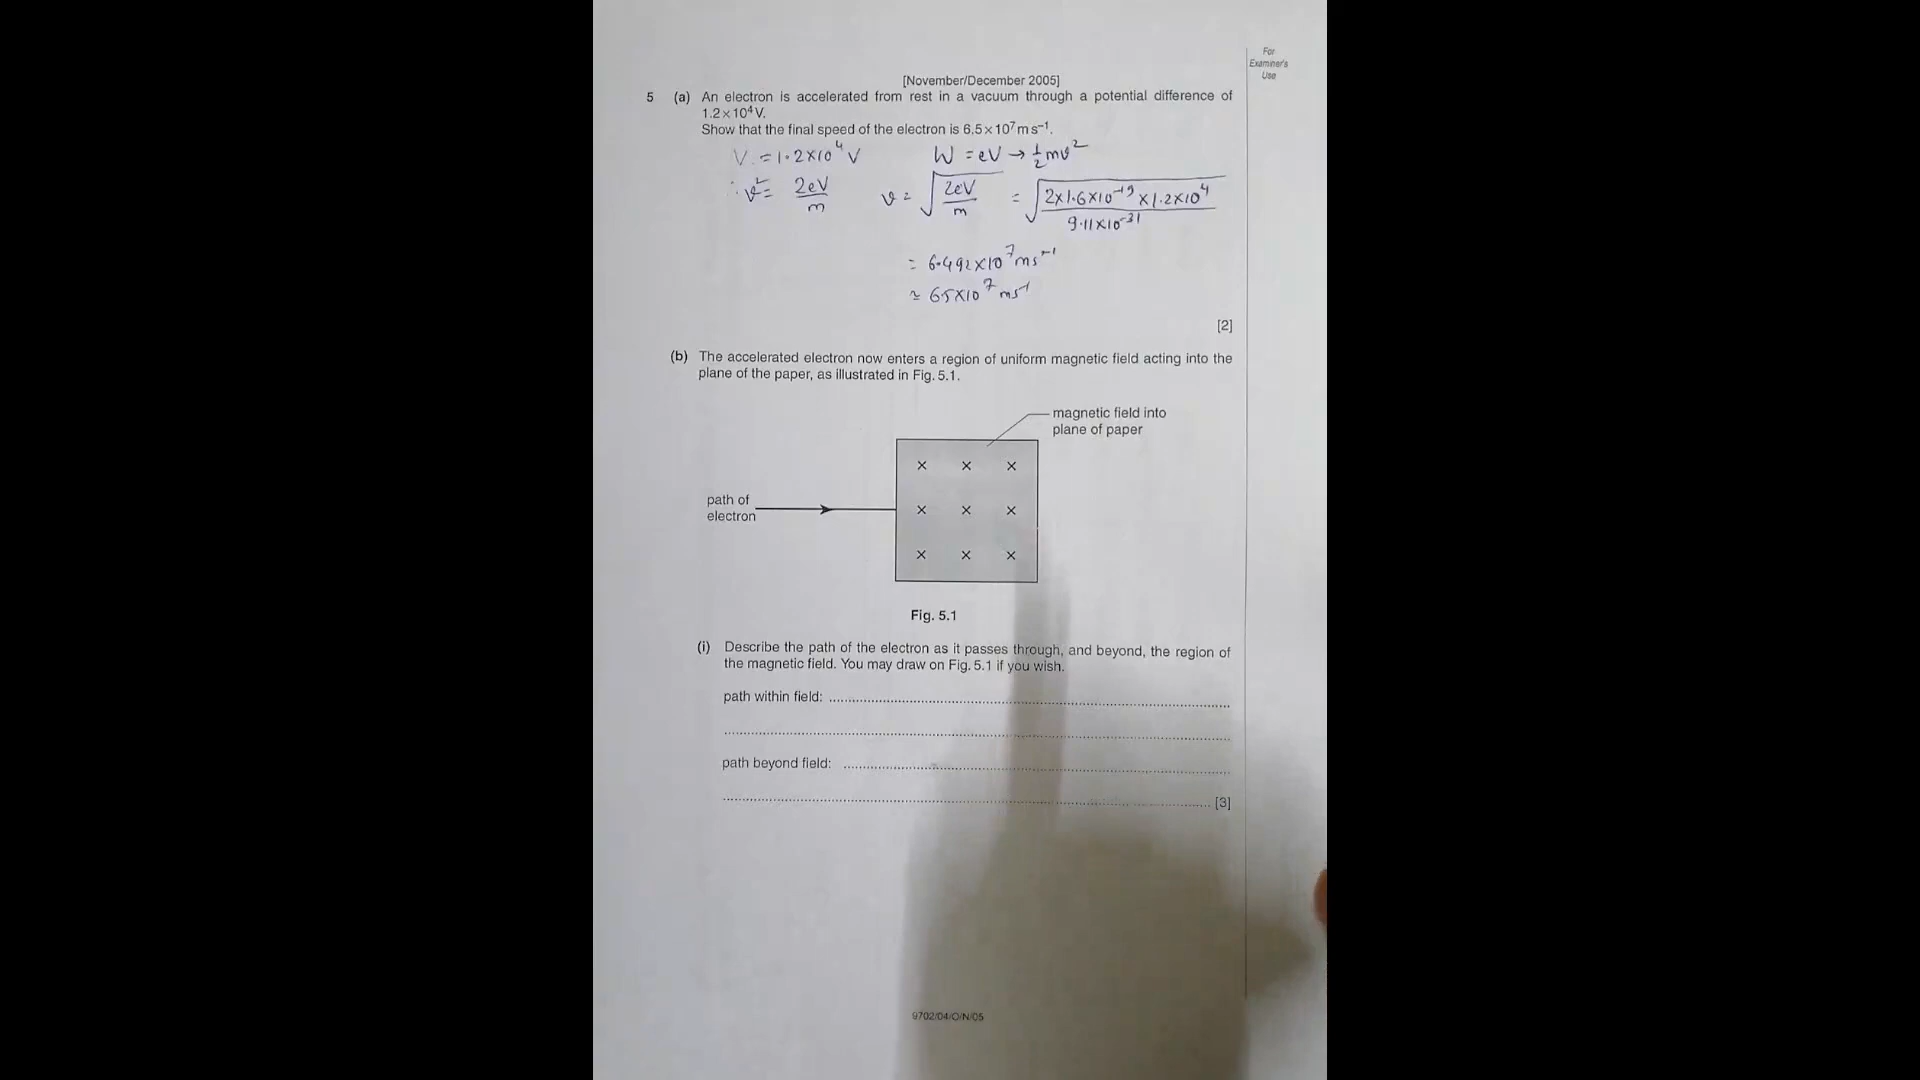 For
Examiner's
Use
[November/December 2005]
5 (a) An electron is accelerated from rest in a vacuum through a potential difference of
1.2×10⁴V.
Show that the final speed of the electron is 6.5×10⁷ms⁻¹.
V = 1.2×10⁴ V W = eV → ½mv²
∴ v² = 2eV/m v = √(2eV/m) = √(2×1.6×10⁻¹⁹×1.2×10⁴/9.11×10⁻³¹)
= 6.492×10⁷ms⁻¹
≃ 6.5×10⁷ms⁻¹
[2]
(b) The accelerated electron now enters a region of uniform magnetic field acting into the
plane of the paper, as illustrated in Fig. 5.1.
magnetic field into
plane of paper
× × ×
path of
electron
× × ×
× × ×
Fig. 5.1
(i) Describe the path of the electron as it passes through, and beyond, the region of
the magnetic field. You may draw on Fig. 5.1 if you wish.
path within field: ........................................
........................................
path beyond field: ........................................
........................................ [3]
9702/04/O/N/05